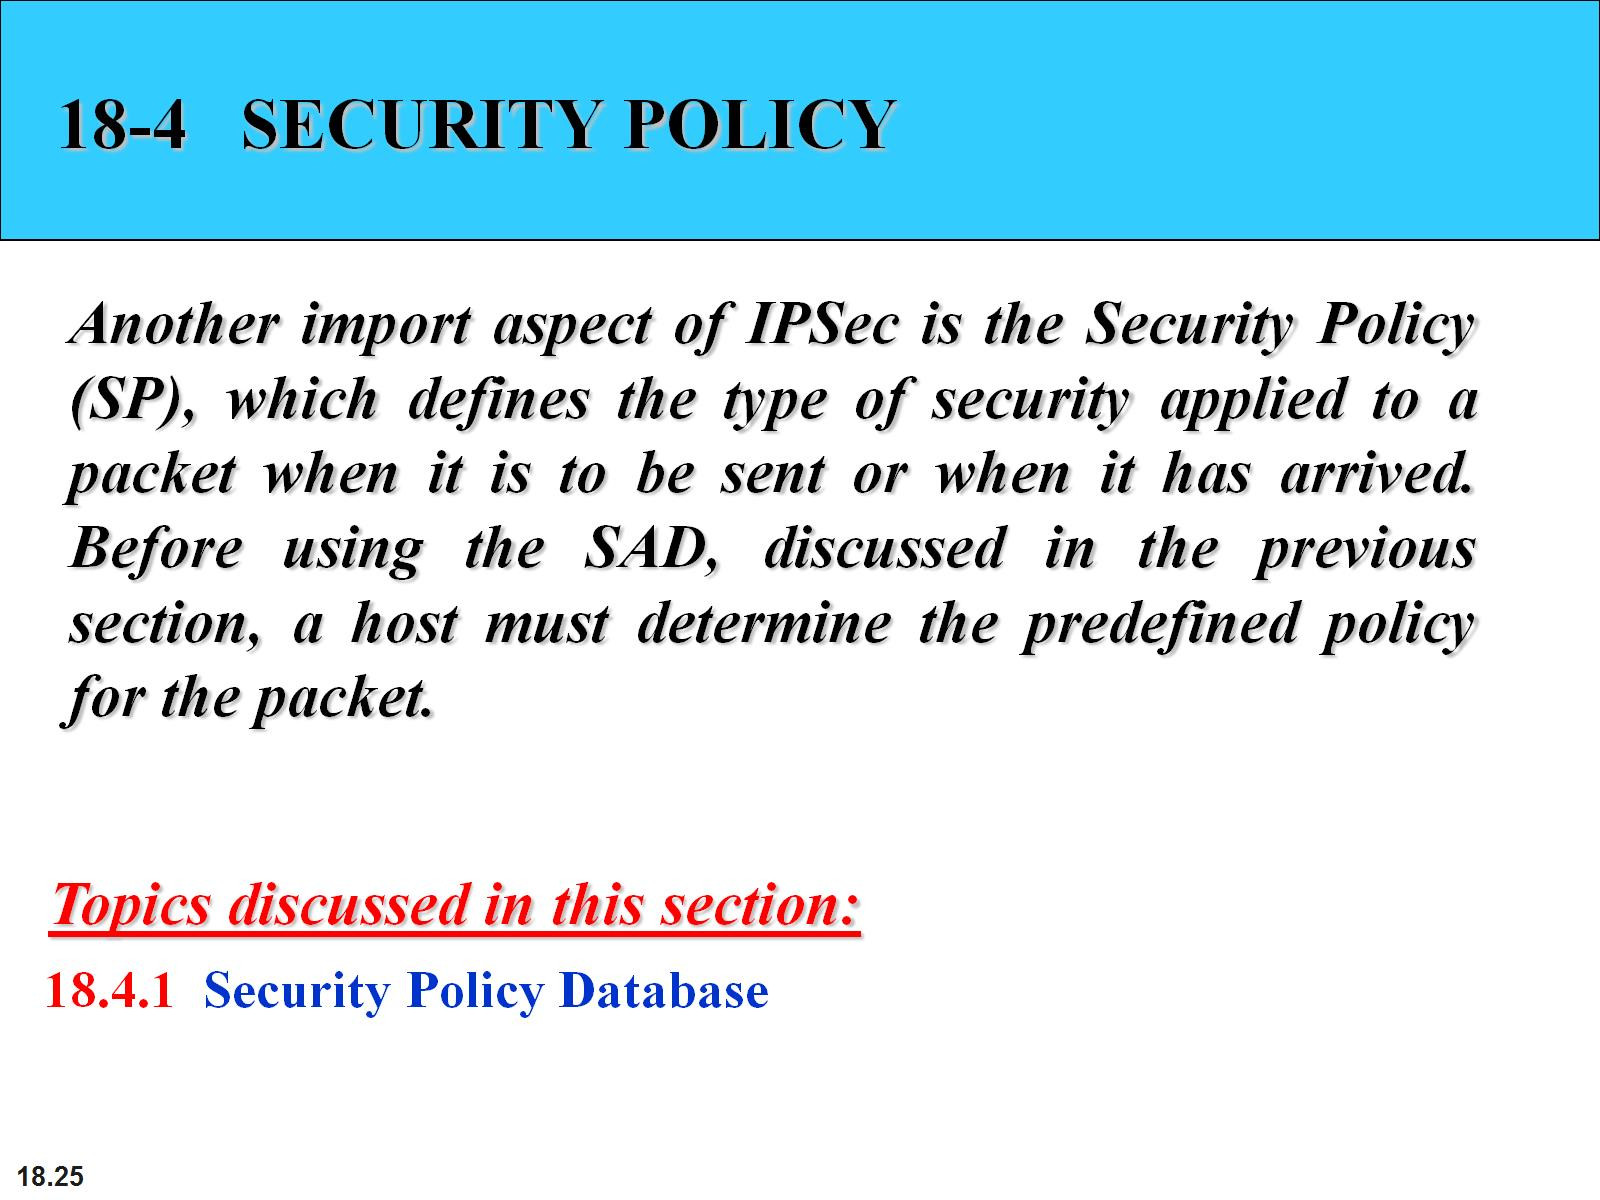 18-4 SECURITY POLICY
Another import aspect of IPSec is the Security Policy
(SP), which defines the type of security applied to a
packet when it is to be sent or when it has arrived.
Before using the SAD, discussed in the previous
section, a host must determine the predefined policy
for the packet.
Topics discussed in this section:
18.4.1 Security Policy Database
18.25